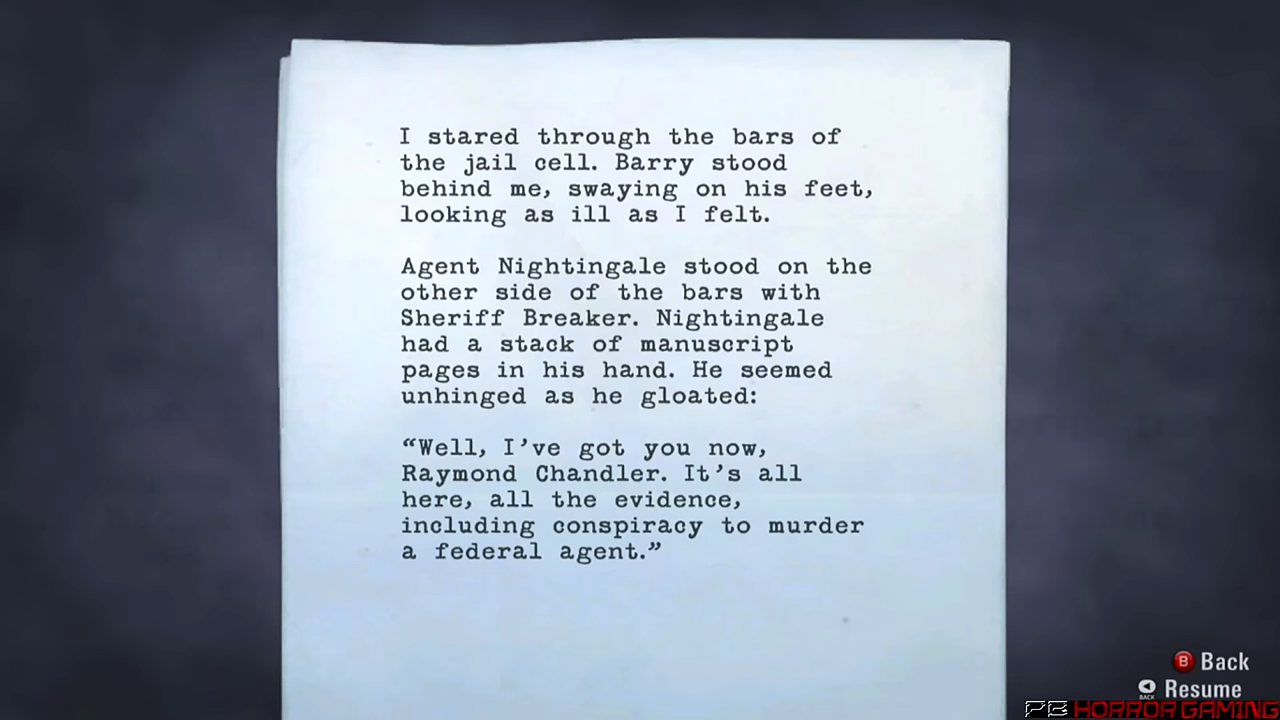 I stared through the bars of
the jail cell. Barry stood
behind me, swaying on his feet,
looking as ill as I felt.
Agent Nightingale stood on the
other side of the bars with
Sheriff Breaker. Nightingale
had a stack of manuscript
pages in his hand. He seemed
unhinged as he gloated:
“Well, I’ve got you now,
Raymond Chandler. It’s all
here, all the evidence,
including conspiracy to murder
a federal agent.”
B Back
BACK Resume
HORROR GAMING